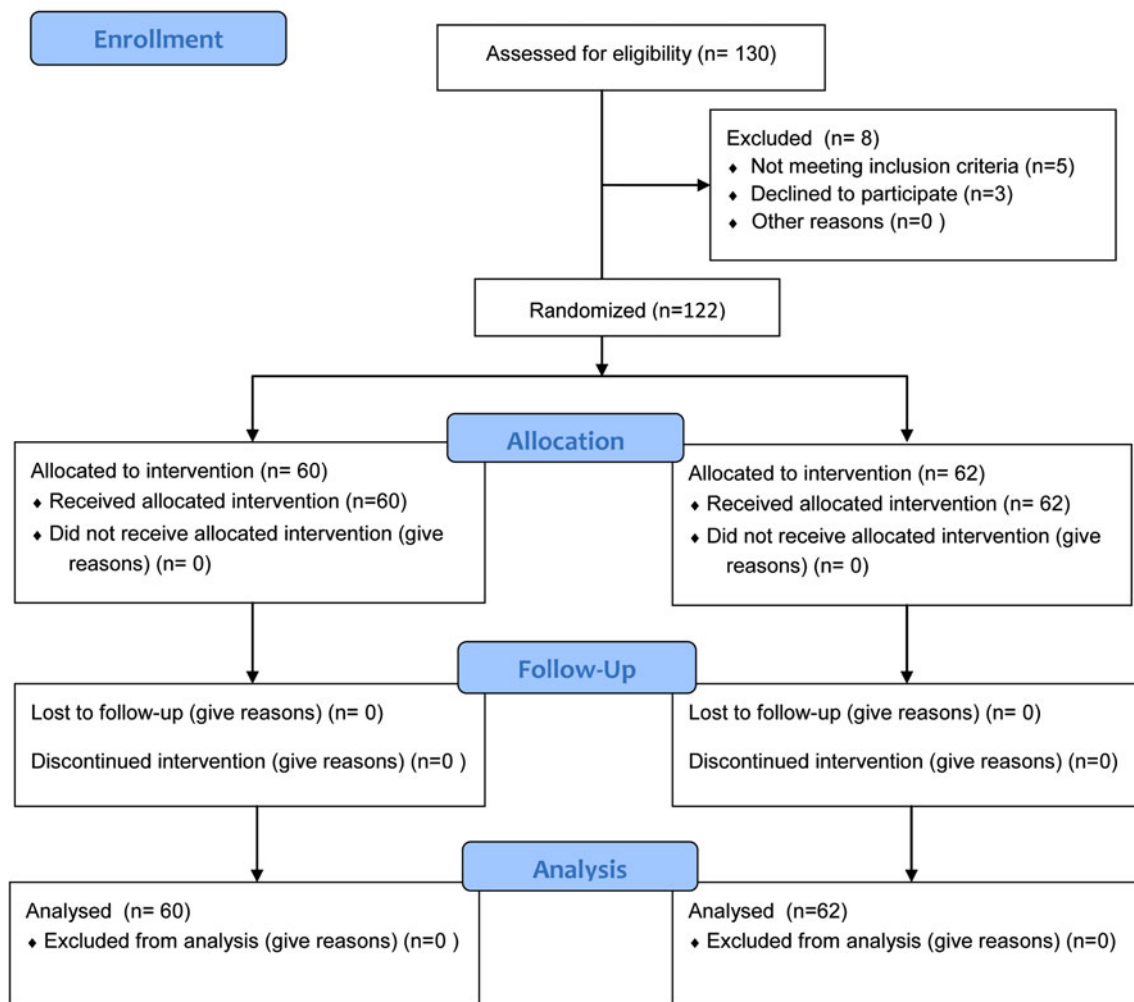 Enrollment
Assessed for eligibility (n= 130)
Excluded  (n= 8)
♦ Not meeting inclusion criteria (n=5)
♦ Declined to participate (n=3)
♦ Other reasons (n=0 )
Randomized (n=122)
Allocation
Allocated to intervention (n= 60)
♦ Received allocated intervention (n=60)
♦ Did not receive allocated intervention (give
reasons) (n= 0)
Allocated to intervention (n= 62)
♦ Received allocated intervention (n= 62)
♦ Did not receive allocated intervention (give
reasons) (n= 0)
Follow-Up
Lost to follow-up (give reasons) (n= 0)
Discontinued intervention (give reasons) (n=0 )
Lost to follow-up (give reasons) (n= 0)
Discontinued intervention (give reasons) (n=0)
Analysis
Analysed  (n= 60)
♦ Excluded from analysis (give reasons) (n=0 )
Analysed  (n=62)
♦ Excluded from analysis (give reasons) (n=0)